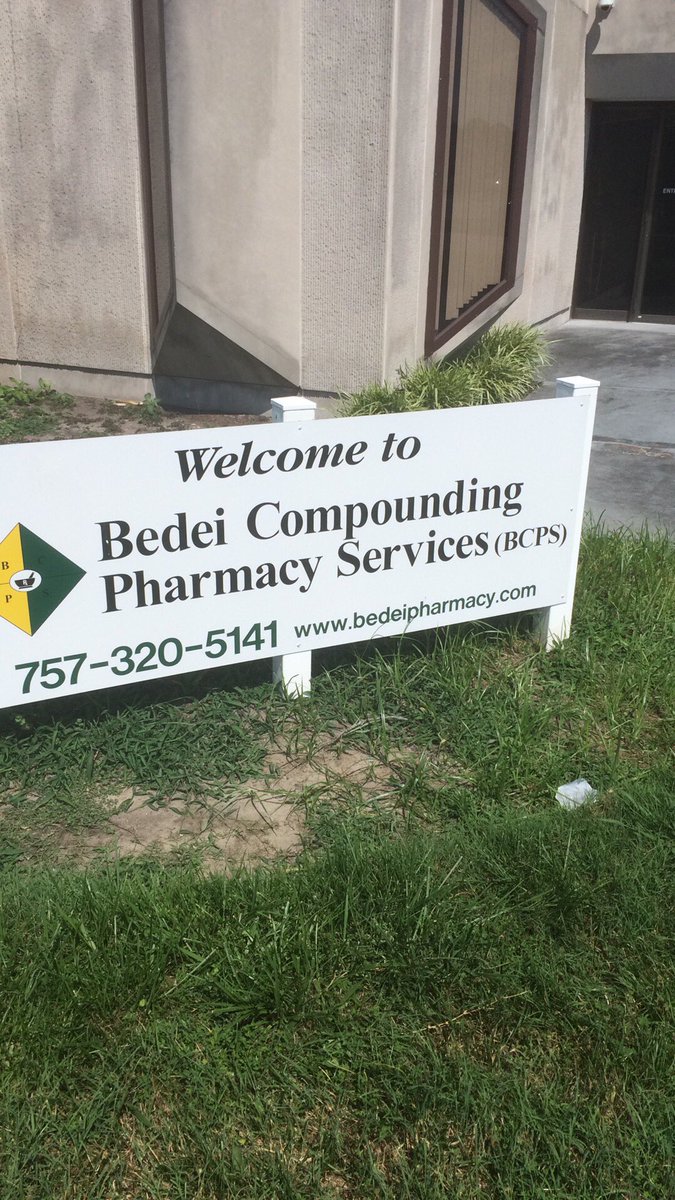 Welcome to
Bedei Compounding
Pharmacy Services (BCPS)
B C
P S
757-320-5141 www.bedeipharmacy.com